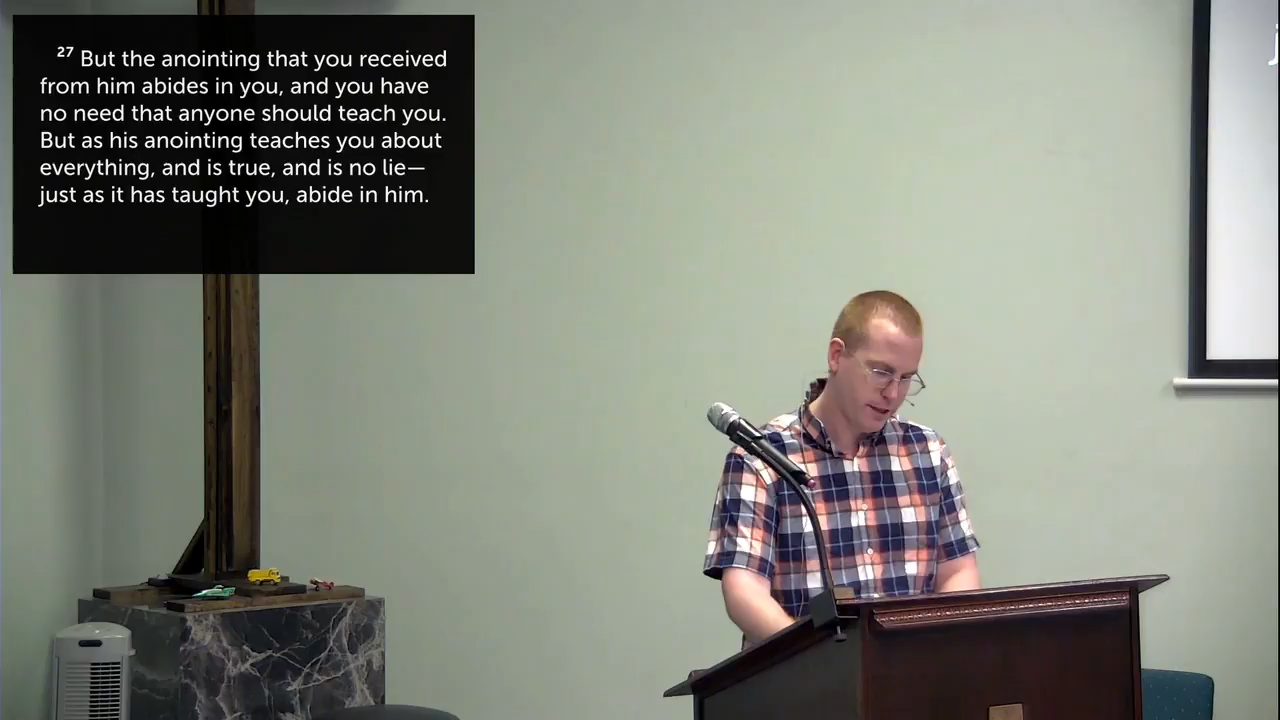 27 But the anointing that you received
from him abides in you, and you have
no need that anyone should teach you.
But as his anointing teaches you about
everything, and is true, and is no lie—
just as it has taught you, abide in him.